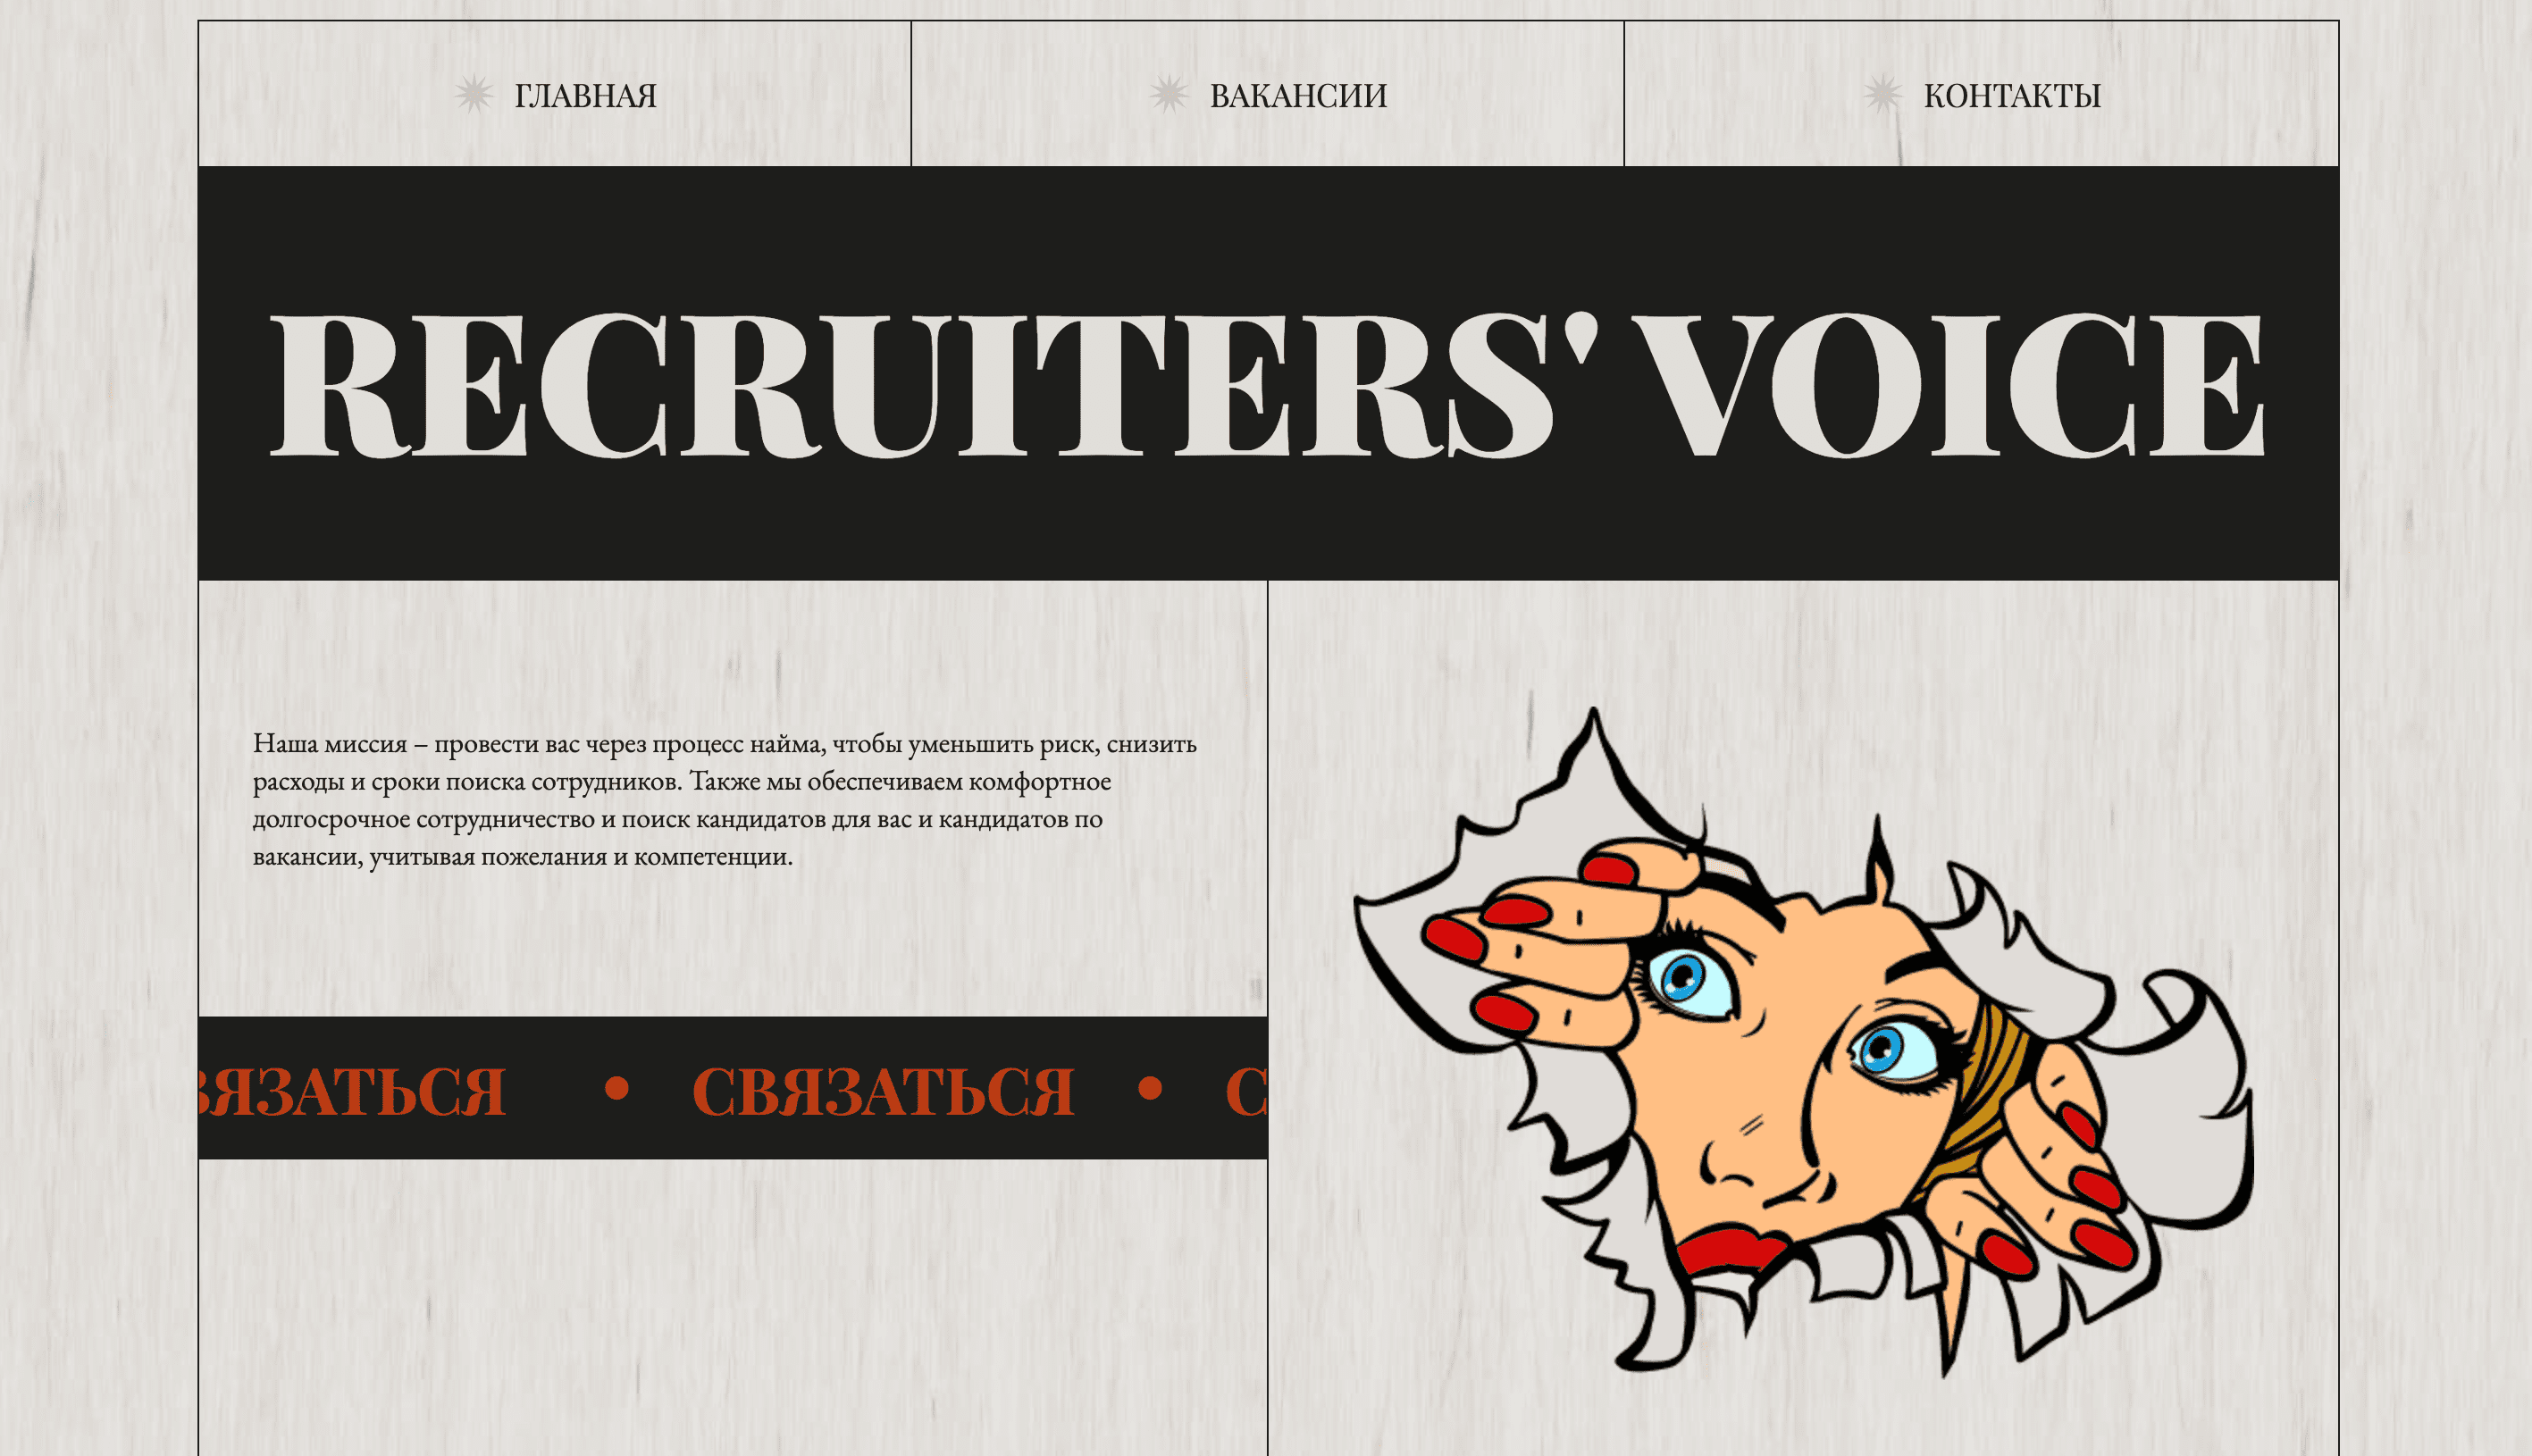 ГЛАВНАЯ
ВАКАНСИИ
КОНТАКТЫ
RECRUITERS' VOICE
Наша миссия – провести вас через процесс найма, чтобы уменьшить риск, снизить
расходы и сроки поиска сотрудников. Также мы обеспечиваем комфортное
долгосрочное сотрудничество и поиск кандидатов для вас и кандидатов по
вакансии, учитывая пожелания и компетенции.
ВЯЗАТЬСЯ • СВЯЗАТЬСЯ • С